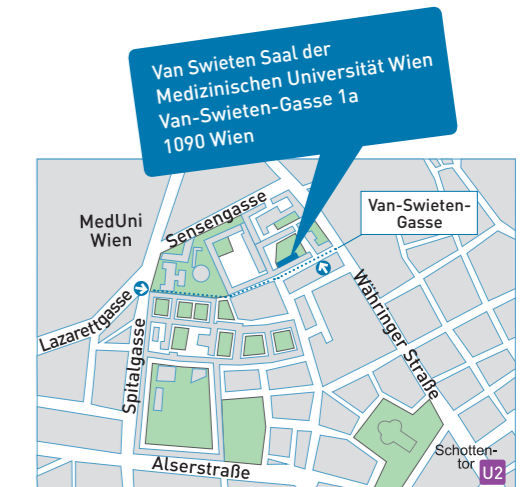 Van Swieten Saal der
Medizinischen Universität Wien
Van-Swieten-Gasse 1a
1090 Wien
MedUni
Wien
Sensengasse
Van-Swieten-
Gasse
Lazarettgasse
Spitalgasse
Währinger Straße
Alserstraße
Schotten-
tor
U2